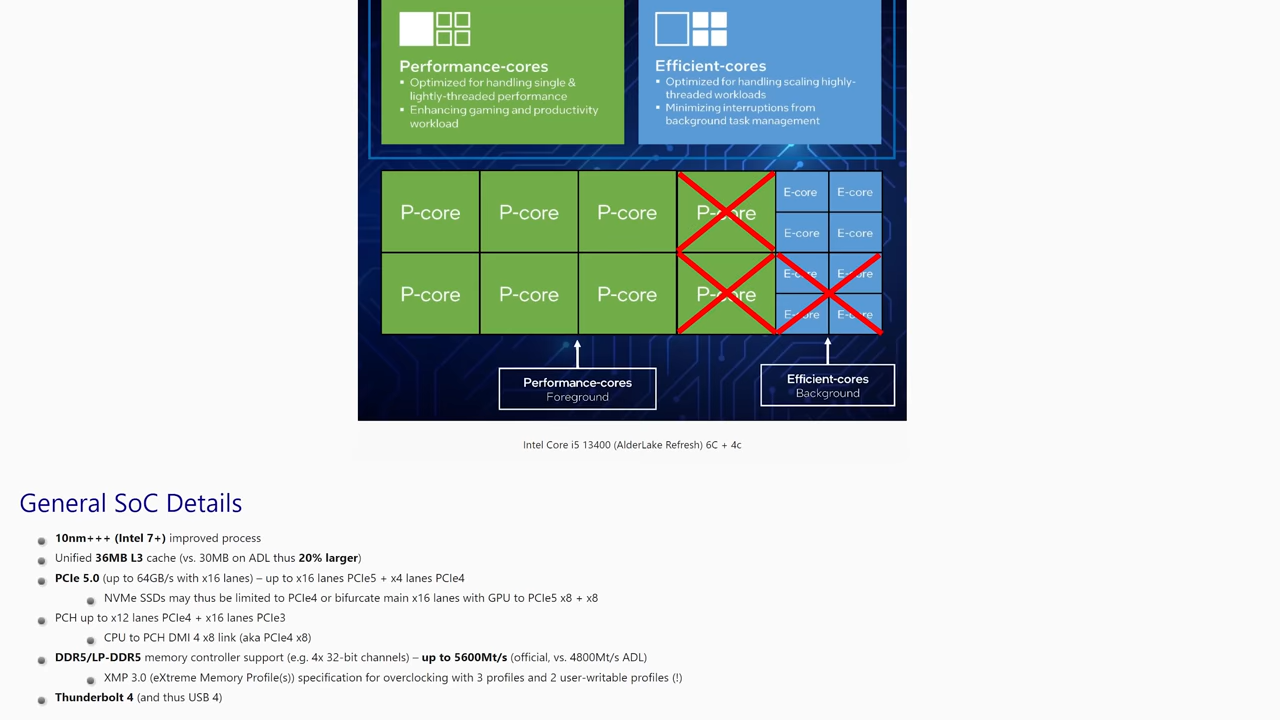 Performance-cores
▪ Optimized for handling single &
lightly-threaded performance
▪ Enhancing gaming and productivity
workload
Efficient-cores
▪ Optimized for handling scaling highly-
threaded workloads
▪ Minimizing interruptions from
background task management
P-core P-core P-core P-core E-core E-core
E-core E-core
P-core P-core P-core P-core E-core E-core
E-core E-core
Performance-cores
Foreground
Efficient-cores
Background
Intel Core i5 13400 (AlderLake Refresh) 6C + 4c
General SoC Details
10nm+++ (Intel 7+) improved process
Unified 36MB L3 cache (vs. 30MB on ADL thus 20% larger)
PCIe 5.0 (up to 64GB/s with x16 lanes) – up to x16 lanes PCIe5 + x4 lanes PCIe4
NVMe SSDs may thus be limited to PCIe4 or bifurcate main x16 lanes with GPU to PCIe5 x8 + x8
PCH up to x12 lanes PCIe4 + x16 lanes PCIe3
CPU to PCH DMI 4 x8 link (aka PCIe4 x8)
DDR5/LP-DDR5 memory controller support (e.g. 4x 32-bit channels) – up to 5600Mt/s (official, vs. 4800Mt/s ADL)
XMP 3.0 (eXtreme Memory Profile(s)) specification for overclocking with 3 profiles and 2 user-writable profiles (!)
Thunderbolt 4 (and thus USB 4)